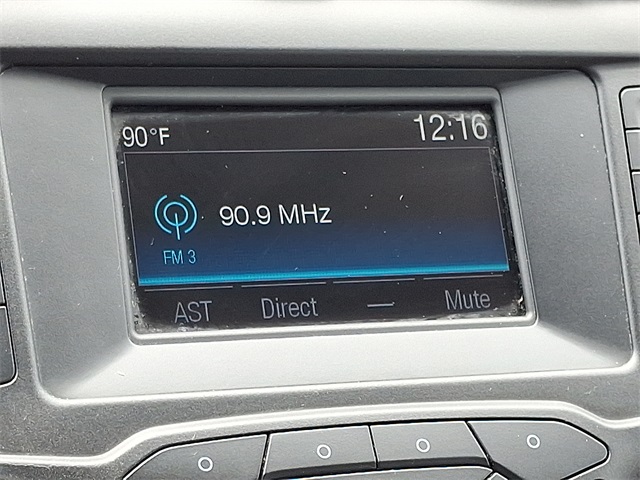 90°F 12:16
90.9 MHz
FM 3
AST Direct — Mute